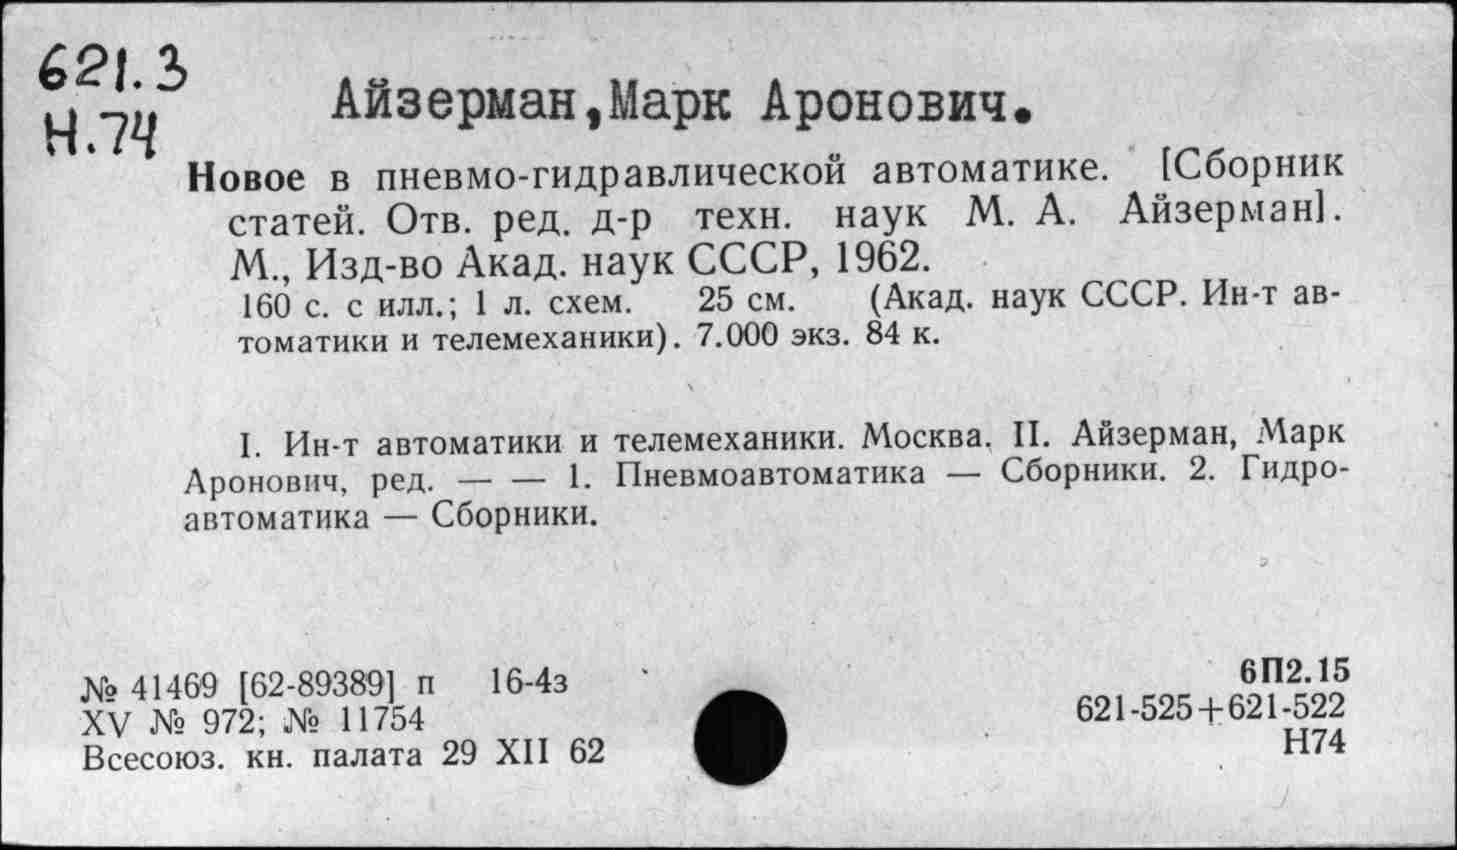 621.3
Н.74
Айзерман,Марк Аронович.
Новое в пневмо-гидравлической автоматике. [Сборник
статей. Отв. ред. д-р техн. наук М. А. Айзерман].
М., Изд-во Акад. наук СССР, 1962.
160 с. с илл.; 1 л. схем. 25 см. (Акад. наук СССР. Ин-т ав-
томатики и телемеханики). 7.000 экз. 84 к.
I. Ин-т автоматики и телемеханики. Москва. II. Айзерман, Марк
Аронович, ред. — — 1. Пневмоавтоматика — Сборники. 2. Гидро-
автоматика — Сборники.
№ 41469 [62-89389] п 16-4з
XV № 972; № 11754
Всесоюз. кн. палата 29 XII 62
6П2.15
621-525+621-522
Н74